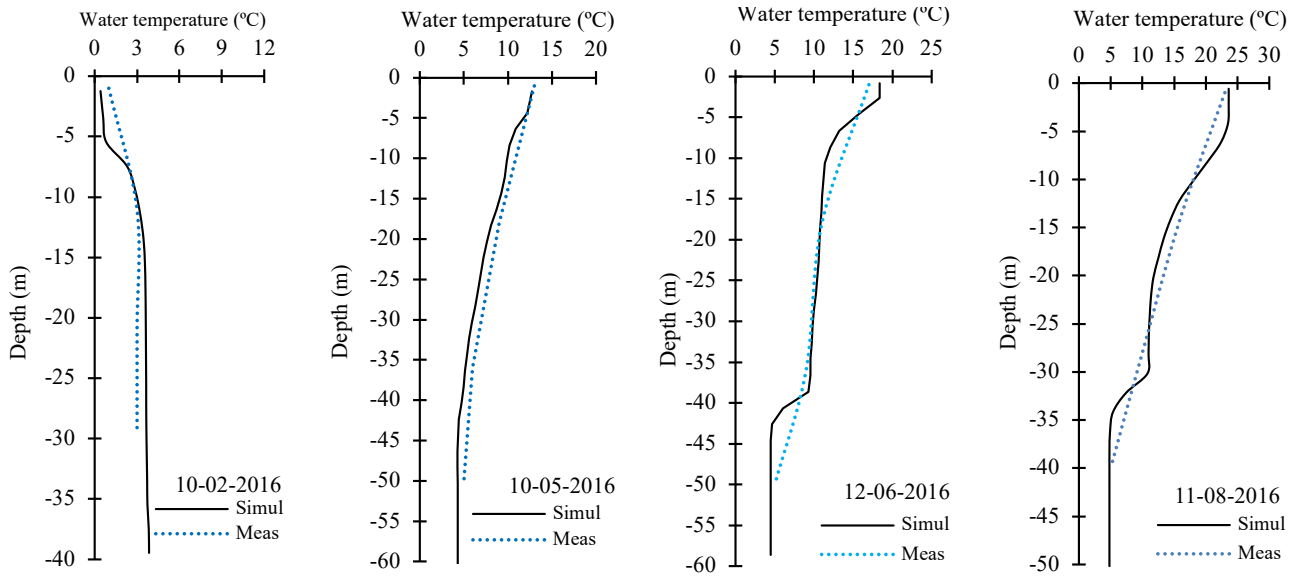 Water temperature (ºC)
0 3 6 9 12
0
-5
-10
-15
-20
-25
-30
-35
-40
Depth (m)
10-02-2016
Simul
Meas
Water temperature (ºC)
0 5 10 15 20
0
-5
-10
-15
-20
-25
-30
-35
-40
-45
-50
-55
-60
Depth (m)
10-05-2016
Simul
Meas
Water temperature (ºC)
0 5 10 15 20 25
0
-5
-10
-15
-20
-25
-30
-35
-40
-45
-50
-55
-60
Depth (m)
12-06-2016
Simul
Meas
Water temperature (ºC)
0 5 10 15 20 25 30
0
-5
-10
-15
-20
-25
-30
-35
-40
-45
-50
Depth (m)
11-08-2016
Simul
Meas